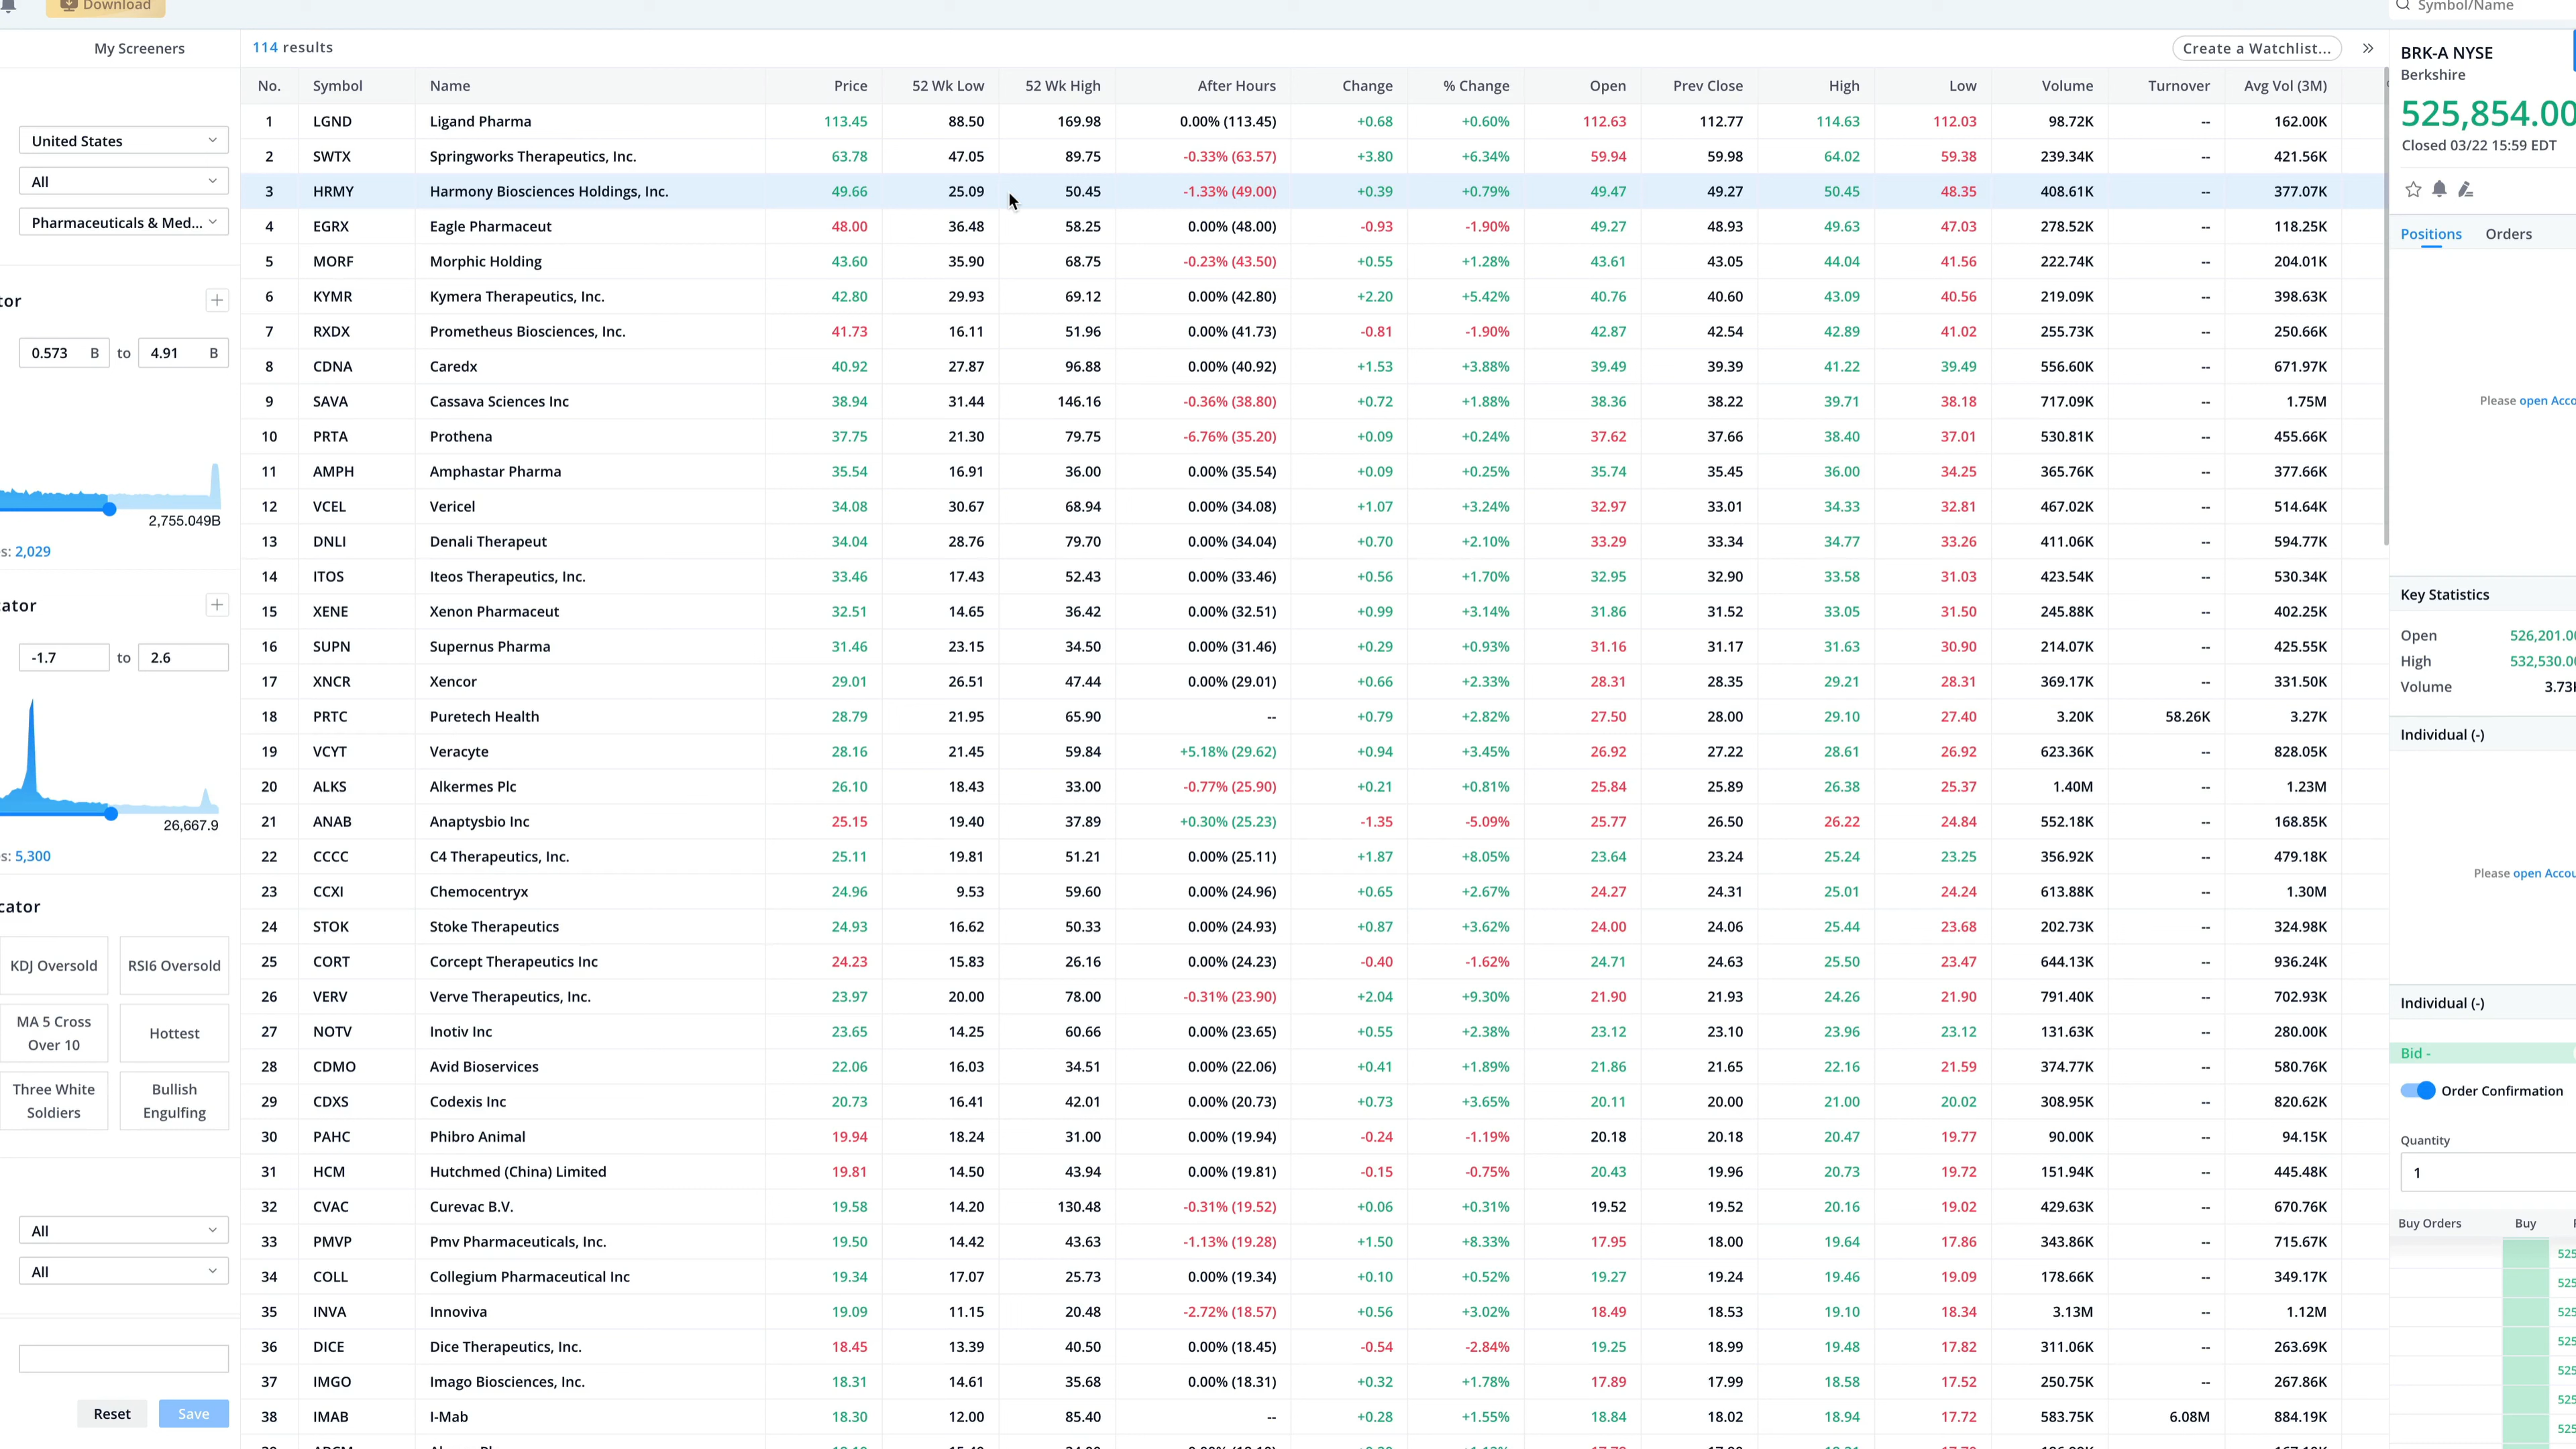 Download
Symbol/Name
My Screeners
114 results
Create a Watchlist...
BRK-A NYSE
Berkshire
525,854.00
Closed 03/22 15:59 EDT
Positions Orders
Please open
Key Statistics
Open 526,201.0
High 532,530.0
Volume 3.73
Individual (-)
Please open
Individual (-)
Bid -
Order Confirmation
Quantity
1
Buy Orders Buy
United States
All
Pharmaceuticals & Med...
0.573 B to 4.91 B
2,755.049B
2,029
-1.7 to 2.6
26,667.9
5,300
KDJ Oversold
RSI6 Oversold
MA 5 Cross Over 10
Hottest
Three White Soldiers
Bullish Engulfing
All
All
Reset Save
No. Symbol Name Price 52 Wk Low 52 Wk High After Hours Change % Change Open Prev Close High Low Volume Turnover Avg Vol (3M)
1 LGND Ligand Pharma 113.45 88.50 169.98 0.00% (113.45) +0.68 +0.60% 112.63 112.77 114.63 112.03 98.72K -- 162.00K
2 SWTX Springworks Therapeutics, Inc. 63.78 47.05 89.75 -0.33% (63.57) +3.80 +6.34% 59.94 59.98 64.02 59.38 239.34K -- 421.56K
3 HRMY Harmony Biosciences Holdings, Inc. 49.66 25.09 50.45 -1.33% (49.00) +0.39 +0.79% 49.47 49.27 50.45 48.35 408.61K -- 377.07K
4 EGRX Eagle Pharmaceut 48.00 36.48 58.25 0.00% (48.00) -0.93 -1.90% 49.27 48.93 49.63 47.03 278.52K -- 118.25K
5 MORF Morphic Holding 43.60 35.90 68.75 -0.23% (43.50) +0.55 +1.28% 43.61 43.05 44.04 41.56 222.74K -- 204.01K
6 KYMR Kymera Therapeutics, Inc. 42.80 29.93 69.12 0.00% (42.80) +2.20 +5.42% 40.76 40.60 43.09 40.56 219.09K -- 398.63K
7 RXDX Prometheus Biosciences, Inc. 41.73 16.11 51.96 0.00% (41.73) -0.81 -1.90% 42.87 42.54 42.89 41.02 255.73K -- 250.66K
8 CDNA Caredx 40.92 27.87 96.88 0.00% (40.92) +1.53 +3.88% 39.49 39.39 41.22 39.49 556.60K -- 671.97K
9 SAVA Cassava Sciences Inc 38.94 31.44 146.16 -0.36% (38.80) +0.72 +1.88% 38.36 38.22 39.71 38.18 717.09K -- 1.75M
10 PRTA Prothena 37.75 21.30 79.75 -6.76% (35.20) +0.09 +0.24% 37.62 37.66 38.40 37.01 530.81K -- 455.66K
11 AMPH Amphastar Pharma 35.54 16.91 36.00 0.00% (35.54) +0.09 +0.25% 35.74 35.45 36.00 34.25 365.76K -- 377.66K
12 VCEL Vericel 34.08 30.67 68.94 0.00% (34.08) +1.07 +3.24% 32.97 33.01 34.33 32.81 467.02K -- 514.64K
13 DNLI Denali Therapeut 34.04 28.76 79.70 0.00% (34.04) +0.70 +2.10% 33.29 33.34 34.77 33.26 411.06K -- 594.77K
14 ITOS Iteos Therapeutics, Inc. 33.46 17.43 52.43 0.00% (33.46) +0.56 +1.70% 32.95 32.90 33.58 31.03 423.54K -- 530.34K
15 XENE Xenon Pharmaceut 32.51 14.65 36.42 0.00% (32.51) +0.99 +3.14% 31.86 31.52 33.05 31.50 245.88K -- 402.25K
16 SUPN Supernus Pharma 31.46 23.15 34.50 0.00% (31.46) +0.29 +0.93% 31.16 31.17 31.63 30.90 214.07K -- 425.55K
17 XNCR Xencor 29.01 26.51 47.44 0.00% (29.01) +0.66 +2.33% 28.31 28.35 29.21 28.31 369.17K -- 331.50K
18 PRTC Puretech Health 28.79 21.95 65.90 -- +0.79 +2.82% 27.50 28.00 29.10 27.40 3.20K 58.26K 3.27K
19 VCYT Veracyte 28.16 21.45 59.84 +5.18% (29.62) +0.94 +3.45% 26.92 27.22 28.61 26.92 623.36K -- 828.05K
20 ALKS Alkermes Plc 26.10 18.43 33.00 -0.77% (25.90) +0.21 +0.81% 25.84 25.89 26.38 25.37 1.40M -- 1.23M
21 ANAB Anaptysbio Inc 25.15 19.40 37.89 +0.30% (25.23) -1.35 -5.09% 25.77 26.50 26.22 24.84 552.18K -- 168.85K
22 CCCC C4 Therapeutics, Inc. 25.11 19.81 51.21 0.00% (25.11) +1.87 +8.05% 23.64 23.24 25.24 23.25 356.92K -- 479.18K
23 CCXI Chemocentryx 24.96 9.53 59.60 0.00% (24.96) +0.65 +2.67% 24.27 24.31 25.01 24.24 613.88K -- 1.30M
24 STOK Stoke Therapeutics 24.93 16.62 50.33 0.00% (24.93) +0.87 +3.62% 24.00 24.06 25.44 23.68 202.73K -- 324.98K
25 CORT Corcept Therapeutics Inc 24.23 15.83 26.16 0.00% (24.23) -0.40 -1.62% 24.71 24.63 25.50 23.47 644.13K -- 936.24K
26 VERV Verve Therapeutics, Inc. 23.97 20.00 78.00 -0.31% (23.90) +2.04 +9.30% 21.90 21.93 24.26 21.90 791.40K -- 702.93K
27 NOTV Inotiv Inc 23.65 14.25 60.66 0.00% (23.65) +0.55 +2.38% 23.12 23.10 23.96 23.12 131.63K -- 280.00K
28 CDMO Avid Bioservices 22.06 16.03 34.51 0.00% (22.06) +0.41 +1.89% 21.86 21.65 22.16 21.59 374.77K -- 580.76K
29 CDXS Codexis Inc 20.73 16.41 42.01 0.00% (20.73) +0.73 +3.65% 20.11 20.00 21.00 20.02 308.95K -- 820.62K
30 PAHC Phibro Animal 19.94 18.24 31.00 0.00% (19.94) -0.24 -1.19% 20.18 20.18 20.47 19.77 90.00K -- 94.15K
31 HCM Hutchmed (China) Limited 19.81 14.50 43.94 0.00% (19.81) -0.15 -0.75% 20.43 19.96 20.73 19.72 151.94K -- 445.48K
32 CVAC Curevac B.V. 19.58 14.20 130.48 -0.31% (19.52) +0.06 +0.31% 19.52 19.52 20.16 19.02 429.63K -- 670.76K
33 PMVP Pmv Pharmaceuticals, Inc. 19.50 14.42 43.63 -1.13% (19.28) +1.50 +8.33% 17.95 18.00 19.64 17.86 343.86K -- 715.67K
34 COLL Collegium Pharmaceutical Inc 19.34 17.07 25.73 0.00% (19.34) +0.10 +0.52% 19.27 19.24 19.46 19.09 178.66K -- 349.17K
35 INVA Innoviva 19.09 11.15 20.48 -2.72% (18.57) +0.56 +3.02% 18.49 18.53 19.10 18.34 3.13M -- 1.12M
36 DICE Dice Therapeutics, Inc. 18.45 13.39 40.50 0.00% (18.45) -0.54 -2.84% 19.25 18.99 19.48 17.82 311.06K -- 263.69K
37 IMGO Imago Biosciences, Inc. 18.31 14.61 35.68 0.00% (18.31) +0.32 +1.78% 17.89 17.99 18.58 17.52 250.75K -- 267.86K
38 IMAB I-Mab 18.30 12.00 85.40 -- +0.28 +1.55% 18.84 18.02 18.94 17.72 583.75K 6.08M 884.19K